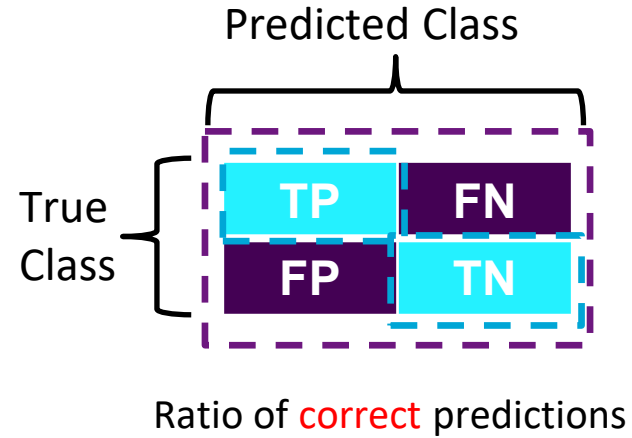 Predicted Class
True
Class
TP FN
FP TN
Ratio of correct predictions